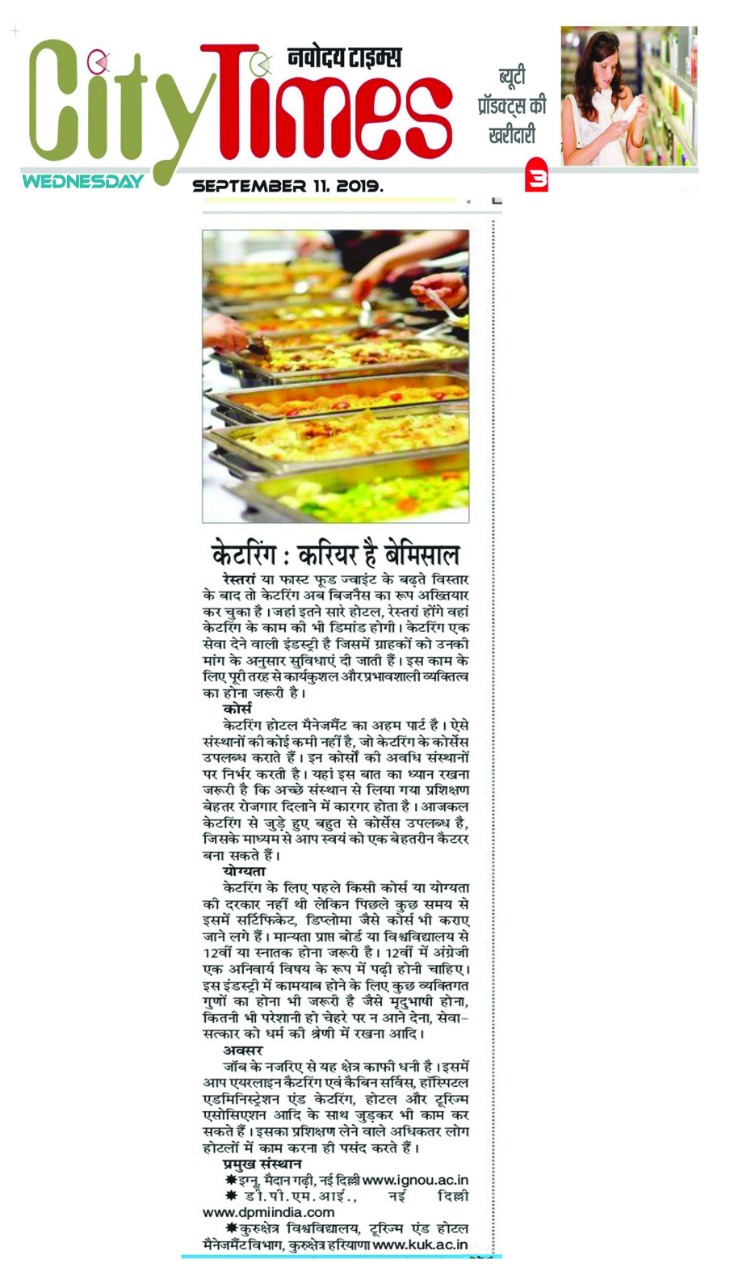 नवोदय टाइम्स
City Times
ब्यूटी
प्रॉडक्ट्स की
खरीदारी
WEDNESDAY
SEPTEMBER 11. 2019.
3
केटरिंग : करियर है बेमिसाल
रेस्तरां या फास्ट फूड ज्वाइंट के बढ़ते विस्तार
के बाद तो केटरिंग अब बिजनैस का रूप अख्तियार
कर चुका है। जहां इतने सारे होटल, रेस्तरां होंगे वहां
केटरिंग के काम की भी डिमांड होगी। केटरिंग एक
सेवा देने वाली इंडस्ट्री है जिसमें ग्राहकों को उनकी
मांग के अनुसार सुविधाएं दी जाती हैं। इस काम के
लिए पूरी तरह से कार्यकुशल और प्रभावशाली व्यक्तित्व
का होना जरूरी है।
कोर्स
केटरिंग होटल मैनेजमैंट का अहम पार्ट है। ऐसे
संस्थानों की कोई कमी नहीं है, जो केटरिंग के कोर्सेस
उपलब्ध कराते हैं। इन कोर्सों की अवधि संस्थानों
पर निर्भर करती है। यहां इस बात का ध्यान रखना
जरूरी है कि अच्छे संस्थान से लिया गया प्रशिक्षण
बेहतर रोजगार दिलाने में कारगर होता है। आजकल
केटरिंग से जुड़े हुए बहुत से कोर्सेस उपलब्ध है,
जिसके माध्यम से आप स्वयं को एक बेहतरीन कैटरर
बना सकते हैं।
योग्यता
केटरिंग के लिए पहले किसी कोर्स या योग्यता
की दरकार नहीं थी लेकिन पिछले कुछ समय से
इसमें सर्टिफिकेट, डिप्लोमा जैसे कोर्स भी कराए
जाने लगे हैं। मान्यता प्राप्त बोर्ड या विश्वविद्यालय से
12वीं या स्नातक होना जरूरी है। 12वीं में अंग्रेजी
एक अनिवार्य विषय के रूप में पढ़ी होनी चाहिए।
इस इंडस्ट्री में कामयाब होने के लिए कुछ व्यक्तिगत
गुणों का होना भी जरूरी है जैसे मृदुभाषी होना,
कितनी भी परेशानी हो चेहरे पर न आने देना, सेवा-
सत्कार को धर्म की श्रेणी में रखना आदि।
अवसर
जॉब के नजरिए से यह क्षेत्र काफी धनी है। इसमें
आप एयरलाइन कैटरिंग एवं कैबिन सर्विस, हॉस्पिटल
एडमिनिस्ट्रेशन एंड केटरिंग, होटल और टूरिज्म
एसोसिएशन आदि के साथ जुड़कर भी काम कर
सकते हैं। इसका प्रशिक्षण लेने वाले अधिकतर लोग
होटलों में काम करना ही पसंद करते हैं।
प्रमुख संस्थान
✷इग्नू, मैदान गढ़ी, नई दिल्ली www.ignou.ac.in
✷ डी.पी.एम.आई., नई दिल्ली
www.dpmiindia.com
✷कुरुक्षेत्र विश्वविद्यालय, टूरिज्म एंड होटल
मैनेजमैंट विभाग, कुरुक्षेत्र हरियाणा www.kuk.ac.in